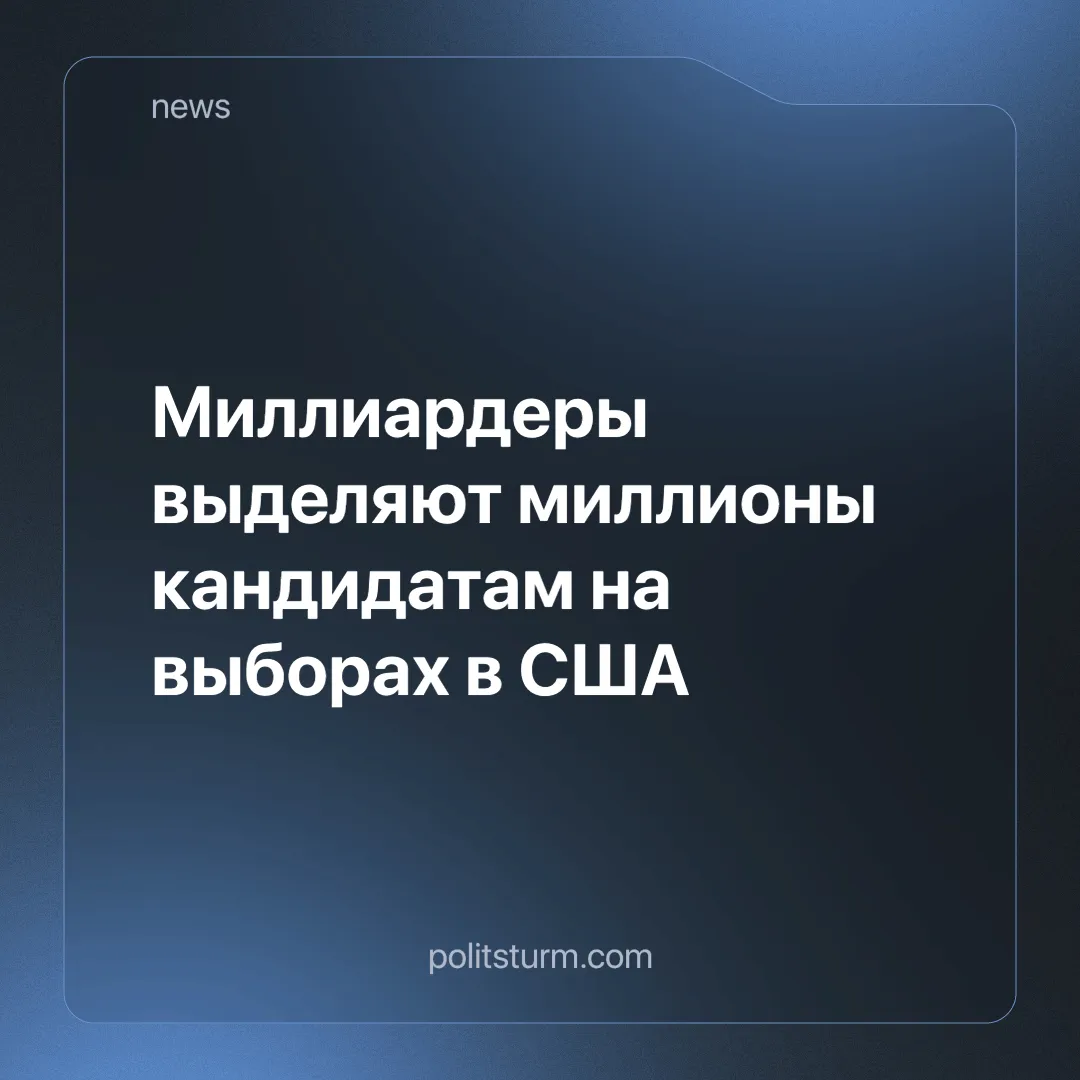 news
Миллиардеры
выделяют миллионы
кандидатам на
выборах в США
politsturm.com